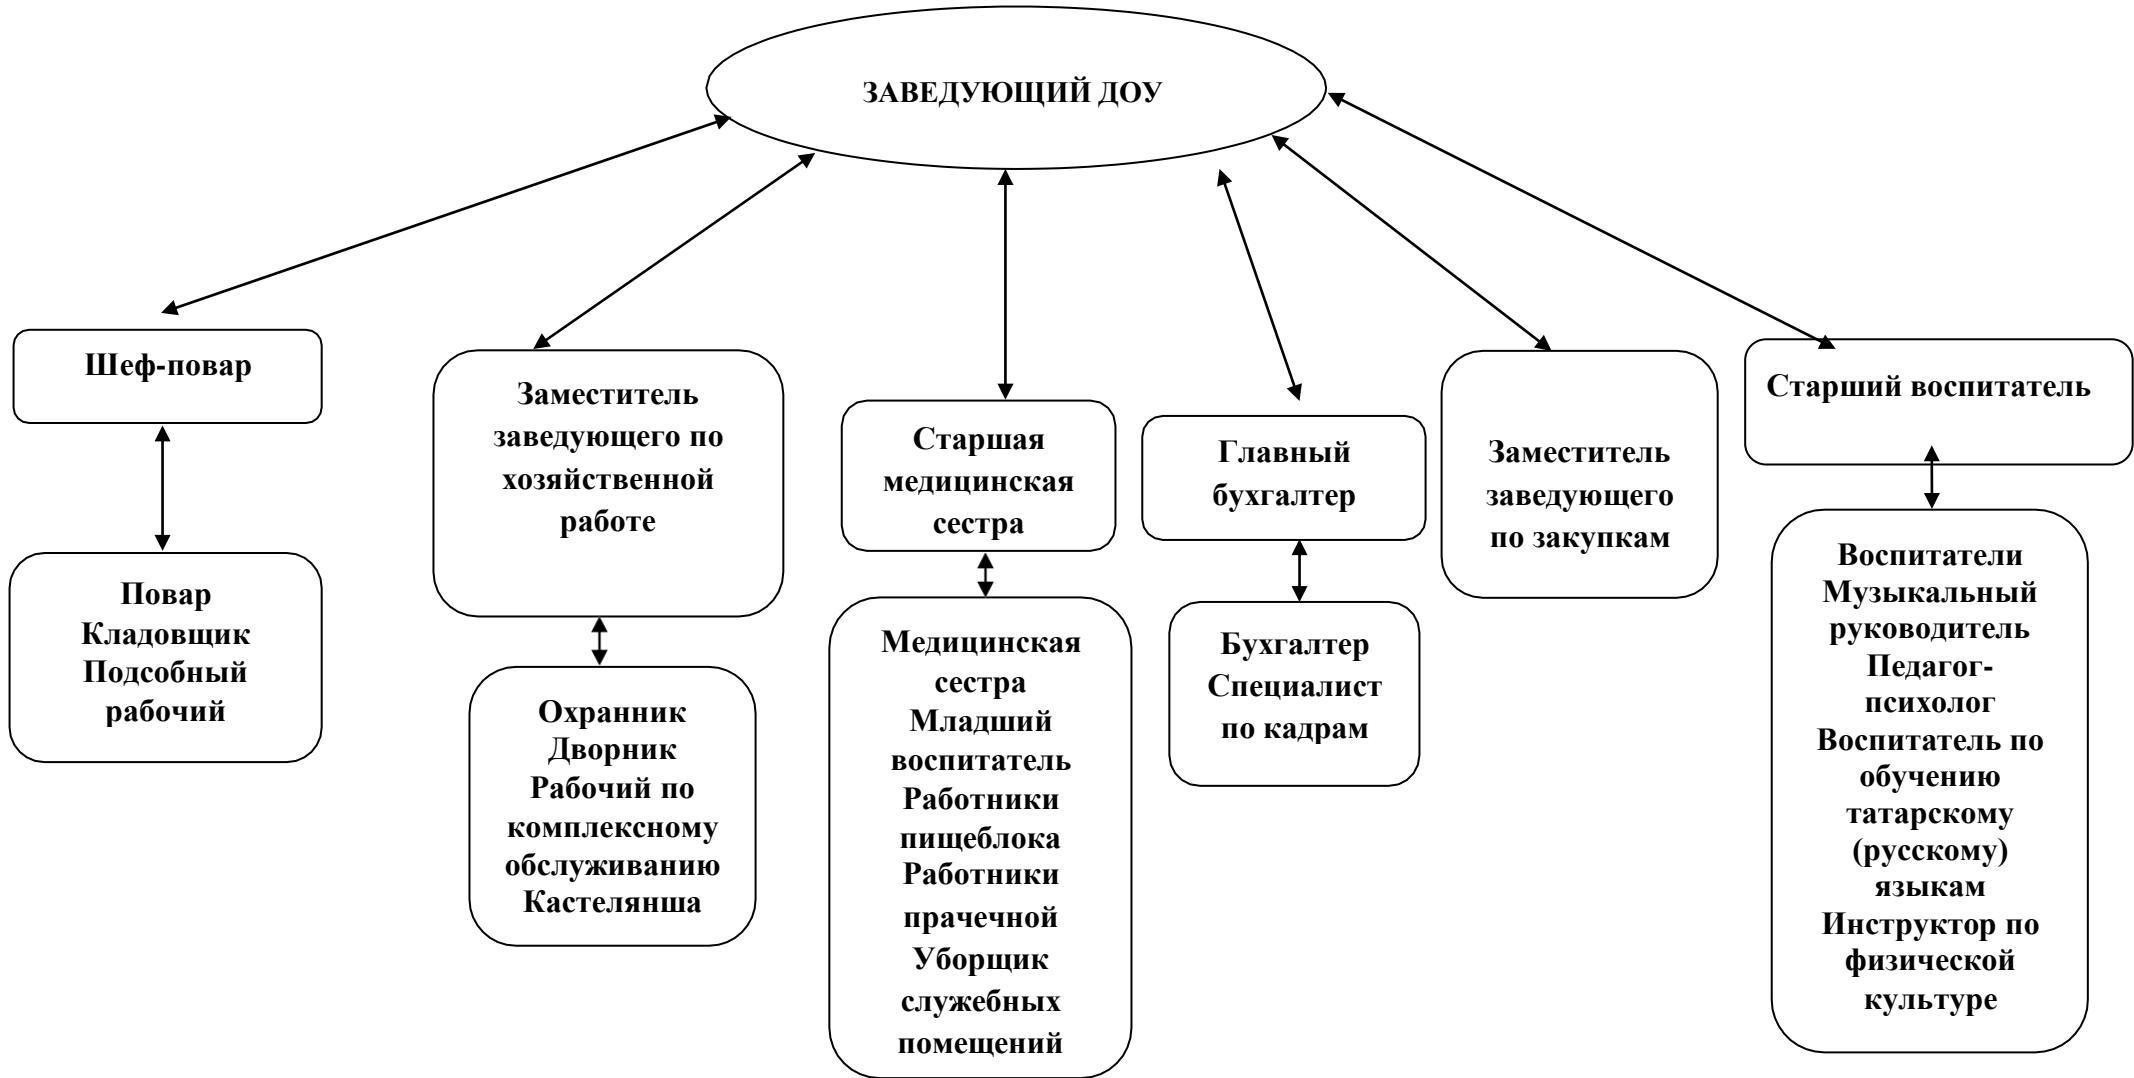 ЗАВЕДУЮЩИЙ ДОУ
Шеф-повар
Заместитель
заведующего по
хозяйственной
работе
Старшая
медицинская
сестра
Главный
бухгалтер
Заместитель
заведующего
по закупкам
Старший воспитатель
Повар
Кладовщик
Подсобный
рабочий
Охранник
Дворник
Рабочий по
комплексному
обслуживанию
Кастелянша
Медицинская
сестра
Младший
воспитатель
Работники
пищеблока
Работники
прачечной
Уборщик
служебных
помещений
Бухгалтер
Специалист
по кадрам
Воспитатели
Музыкальный
руководитель
Педагог-
психолог
Воспитатель по
обучению
татарскому
(русскому)
языкам
Инструктор по
физической
культуре